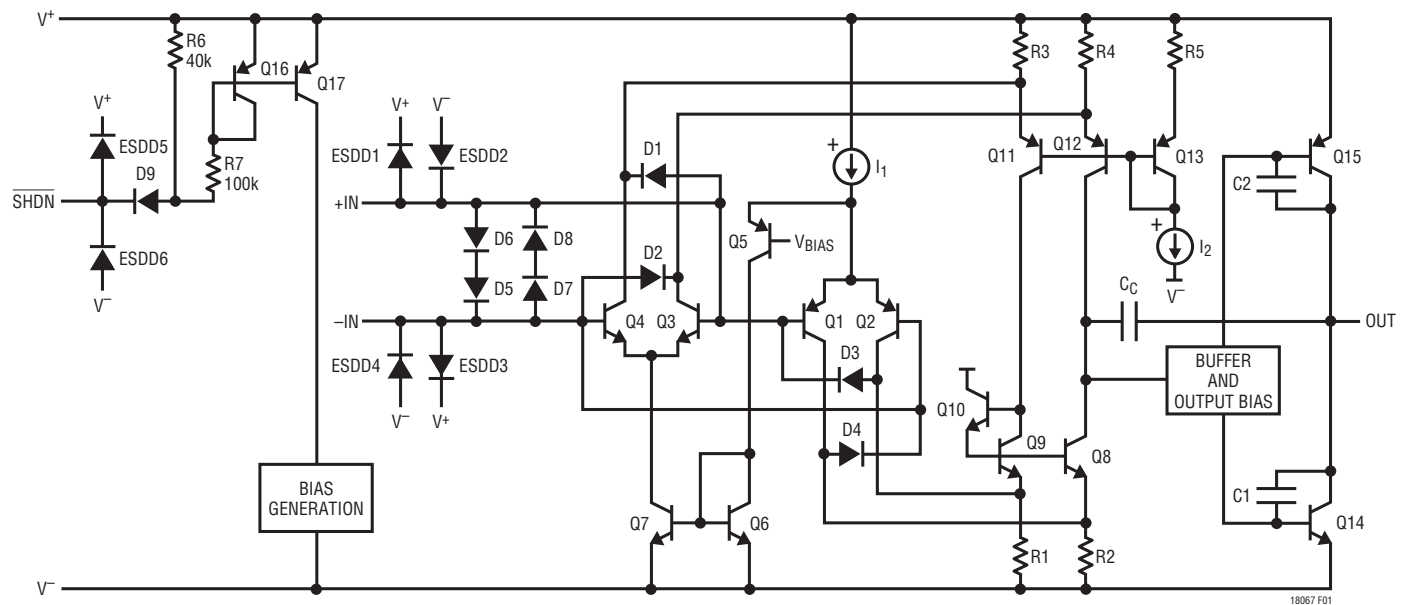 V+
R6
40k
Q16
Q17
R3
R4
R5
V+
ESDD5
D9
R7
100k
SHDN
ESDD6
V−
V+
V−
ESDD1
ESDD2
D1
+IN
D6
D8
D5
D7
D2
−IN
Q4
Q3
ESDD4
ESDD3
V−
V+
+
I1
Q5
VBIAS
Q1
Q2
D3
D4
Q11
Q12
Q13
+
I2
V−
CC
C2
Q15
OUT
BUFFER
AND
OUTPUT BIAS
Q10
Q9
Q8
C1
Q14
BIAS
GENERATION
Q7
Q6
R1
R2
V−
18067 F01